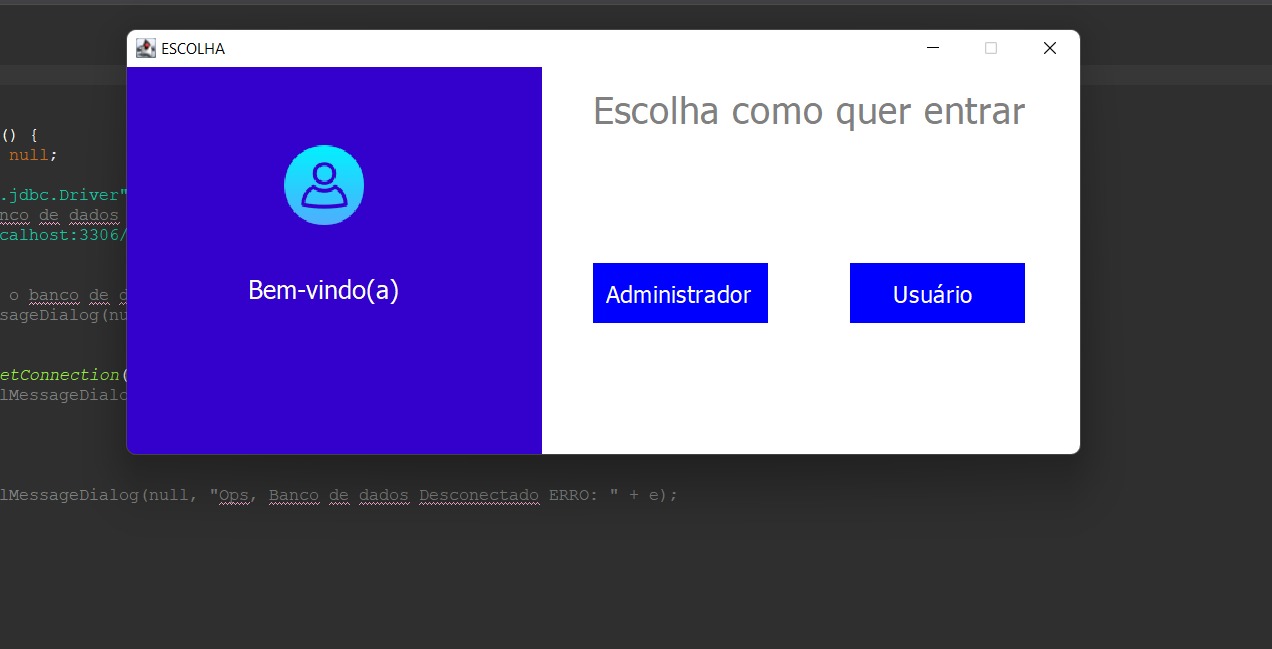 ESCOLHA
Escolha como quer entrar
Bem-vindo(a)
Administrador
Usuário
() {
null;
.jdbc.Driver"
nco de dados
calhost:3306/
o banco de d
sageDialog(nu
etConnection(
lMessageDialo
lMessageDialog(null, "Ops, Banco de dados Desconectado ERRO: " + e);